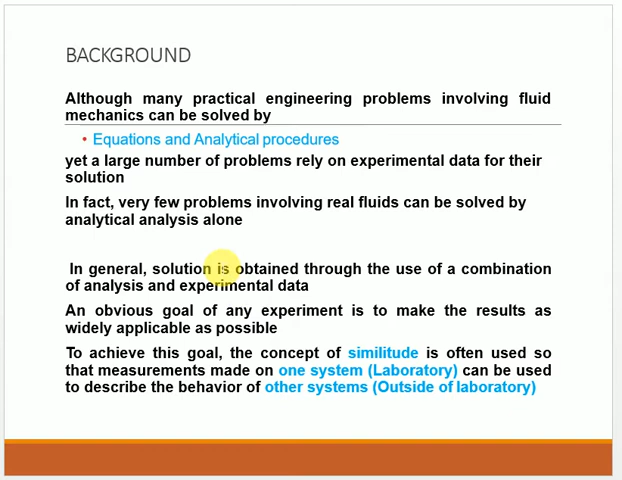 BACKGROUND
Although many practical engineering problems involving fluid
mechanics can be solved by
• Equations and Analytical procedures
yet a large number of problems rely on experimental data for their
solution
In fact, very few problems involving real fluids can be solved by
analytical analysis alone
In general, solution is obtained through the use of a combination
of analysis and experimental data
An obvious goal of any experiment is to make the results as
widely applicable as possible
To achieve this goal, the concept of similitude is often used so
that measurements made on one system (Laboratory) can be used
to describe the behavior of other systems (Outside of laboratory)